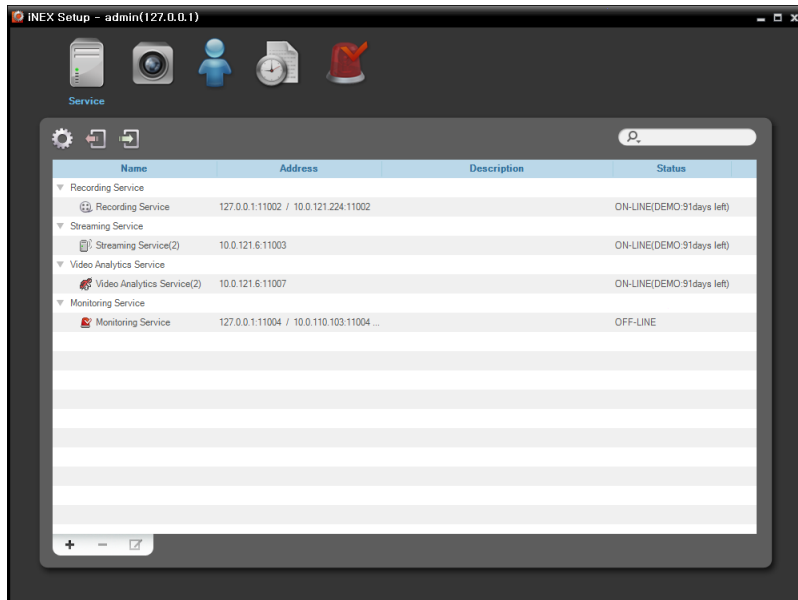 iNEX Setup - admin(127.0.0.1)
Service
Name Address Description Status
Recording Service
Recording Service 127.0.0.1:11002 / 10.0.121.224:11002 ON-LINE(DEMO:91days left)
Streaming Service
Streaming Service(2) 10.0.121.6:11003 ON-LINE(DEMO:91days left)
Video Analytics Service
Video Analytics Service(2) 10.0.121.6:11007 ON-LINE(DEMO:91days left)
Monitoring Service
Monitoring Service 127.0.0.1:11004 / 10.0.110.103:11004 ... OFF-LINE